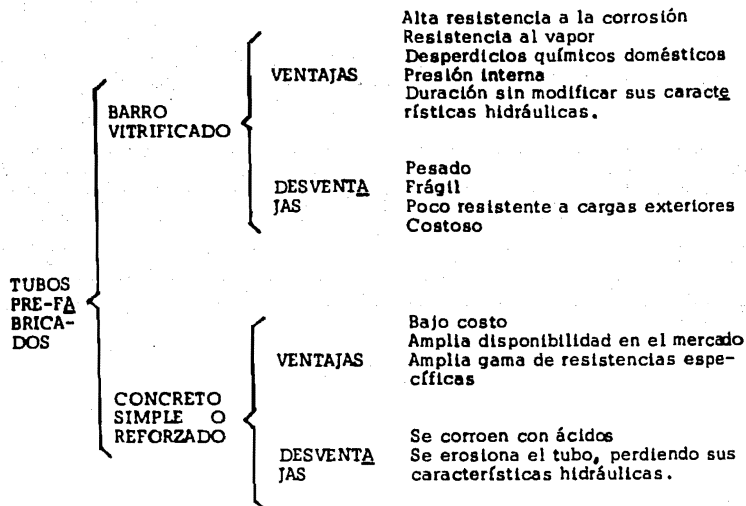 TUBOS
PRE-FA
BRICA-
DOS
BARRO
VITRIFICADO
VENTAJAS
Alta resistencia a la corrosión
Resistencia al vapor
Desperdicios químicos domésticos
Presión interna
Duración sin modificar sus caracte
rísticas hidráulicas.
DESVENTA
JAS
Pesado
Frágil
Poco resistente a cargas exteriores
Costoso
CONCRETO
SIMPLE O
REFORZADO
VENTAJAS
Bajo costo
Amplia disponibilidad en el mercado
Amplia gama de resistencias espe-
cíficas
DESVENTA
JAS
Se corroen con ácidos
Se erosiona el tubo, perdiendo sus
características hidráulicas.